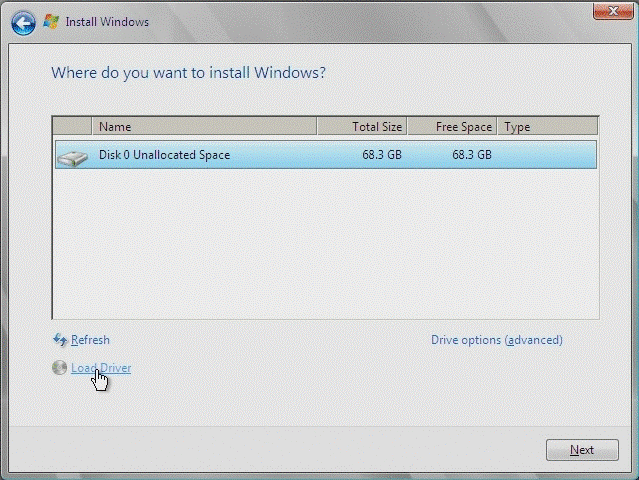 Install Windows
Where do you want to install Windows?
Name Total Size Free Space Type
Disk 0 Unallocated Space 68.3 GB 68.3 GB
Refresh Drive options (advanced)
Load Driver
Next